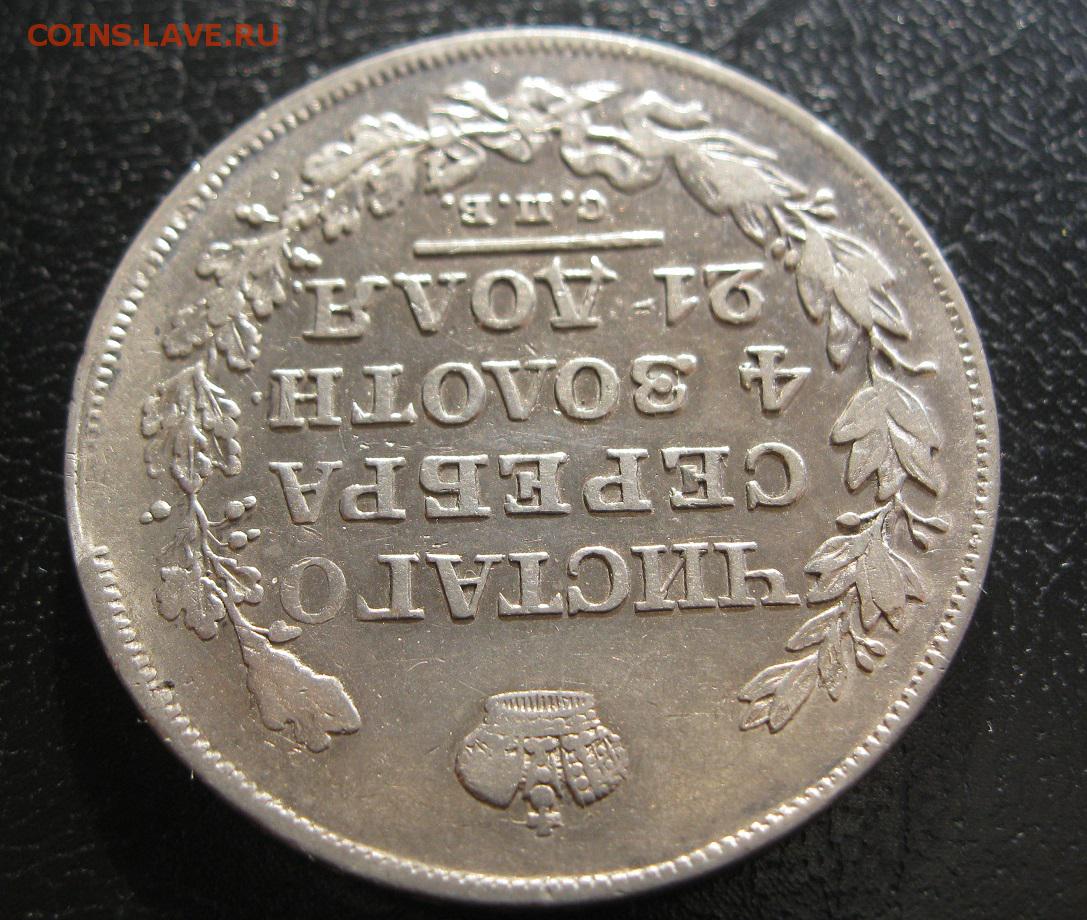 COINS.LAVE.RU
ЧИСТАГО
СЕРЕБРА
4 ЗОЛОТН.
21 ДОЛЯ.
С.П.Б.